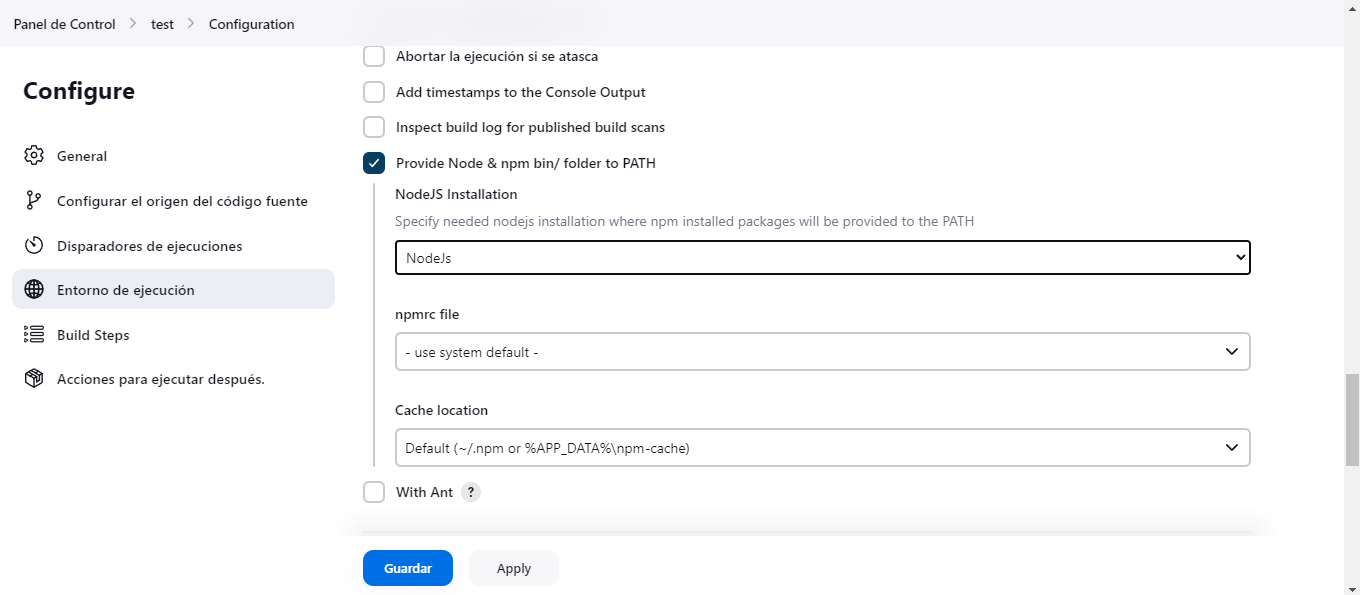 Panel de Control
test
Configuration
Configure
General
Configurar el origen del código fuente
Disparadores de ejecuciones
Entorno de ejecución
Build Steps
Acciones para ejecutar después.
Abortar la ejecución si se atasca
Add timestamps to the Console Output
Inspect build log for published build scans
Provide Node & npm bin/ folder to PATH
NodeJS Installation
Specify needed nodejs installation where npm installed packages will be provided to the PATH
NodeJs
npmrc file
- use system default -
Cache location
Default (~/.npm or %APP_DATA%\npm-cache)
With Ant ?
Guardar
Apply